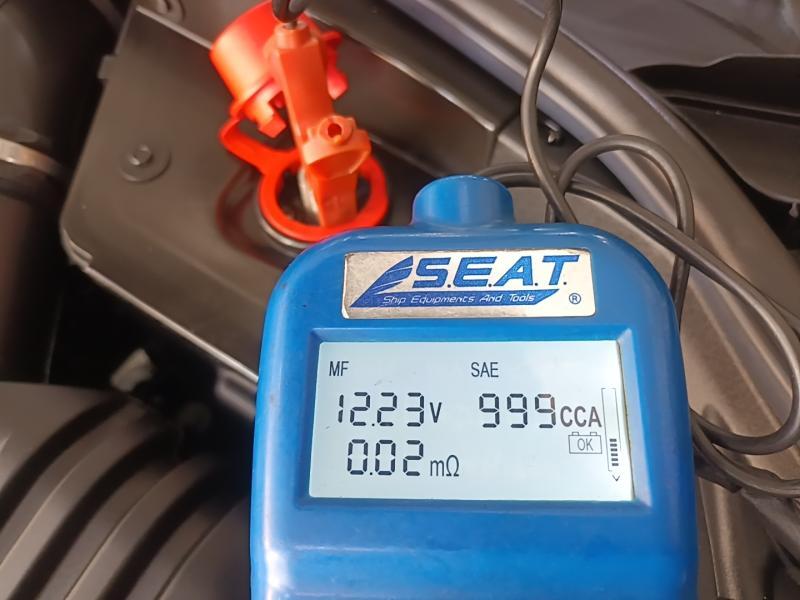 S.E.A.T.
Ship Equipments And Tools ®
MF SAE
12.23V 999CCA
OK
0.02mΩ